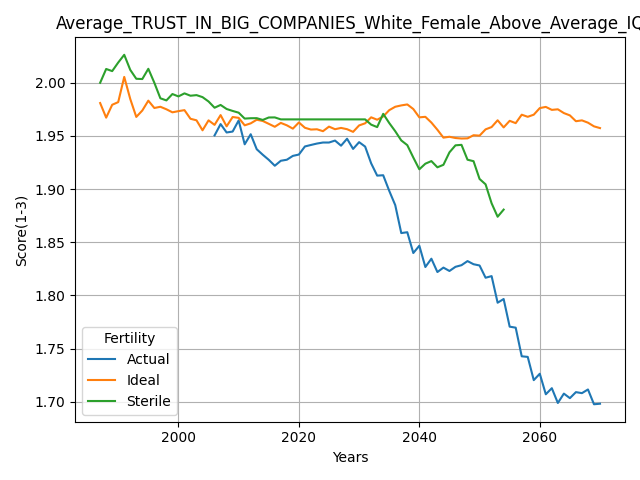 Average_TRUST_IN_BIG_COMPANIES_White_Female_Above_Average_IQ
Score(1-3)
2.00
1.95
1.90
1.85
1.80
1.75
1.70
Fertility
Actual
Ideal
Sterile
2000 2020 2040 2060
Years